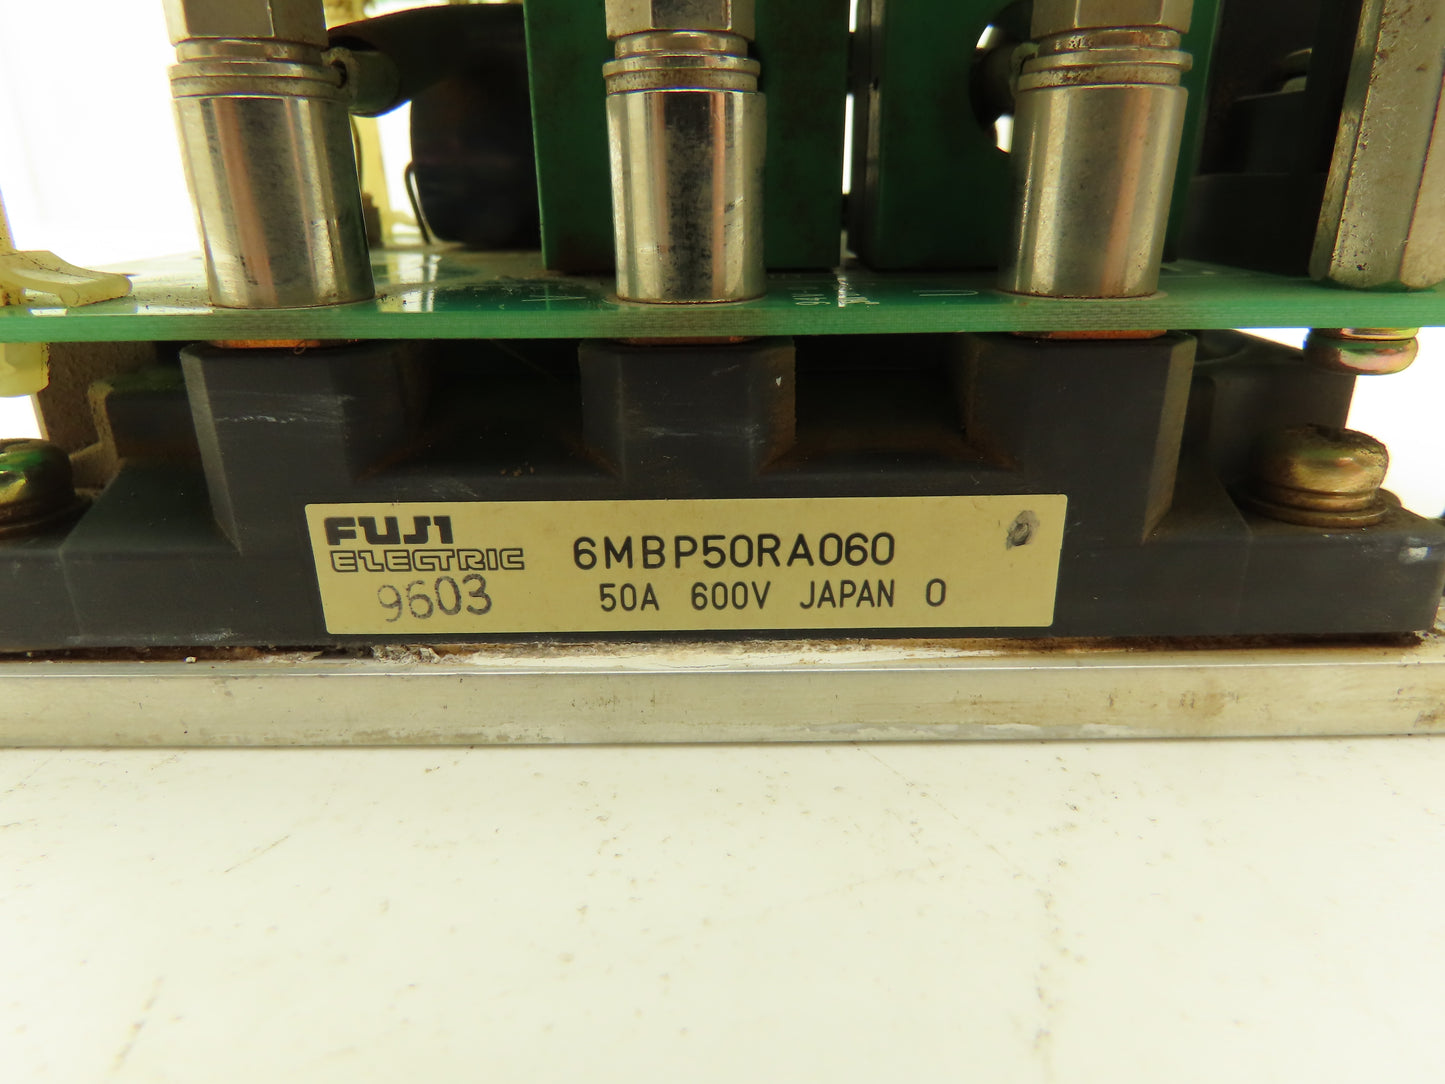 FUJI
ELECTRIC
9603
6MBP50RA060
50A 600V JAPAN O
U